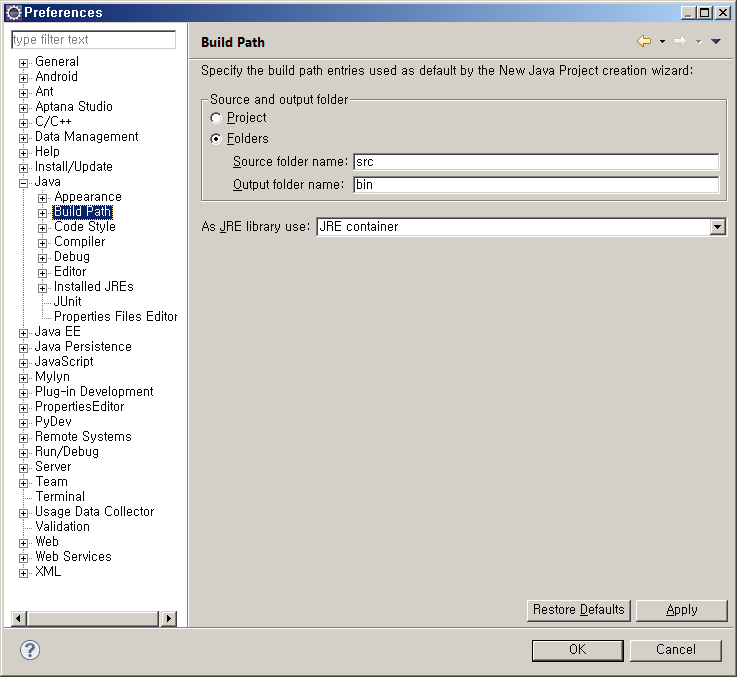 Preferences
type filter text
General
Android
Ant
Aptana Studio
C/C++
Data Management
Help
Install/Update
Java
Appearance
Build Path
Code Style
Compiler
Debug
Editor
Installed JREs
JUnit
Properties Files Editor
Java EE
Java Persistence
JavaScript
Mylyn
Plug-in Development
PropertiesEditor
PyDev
Remote Systems
Run/Debug
Server
Team
Terminal
Usage Data Collector
Validation
Web
Web Services
XML
Build Path
Specify the build path entries used as default by the New Java Project creation wizard:
Source and output folder
Project
Folders
Source folder name: src
Output folder name: bin
As JRE library use: JRE container
Restore Defaults Apply
? OK Cancel